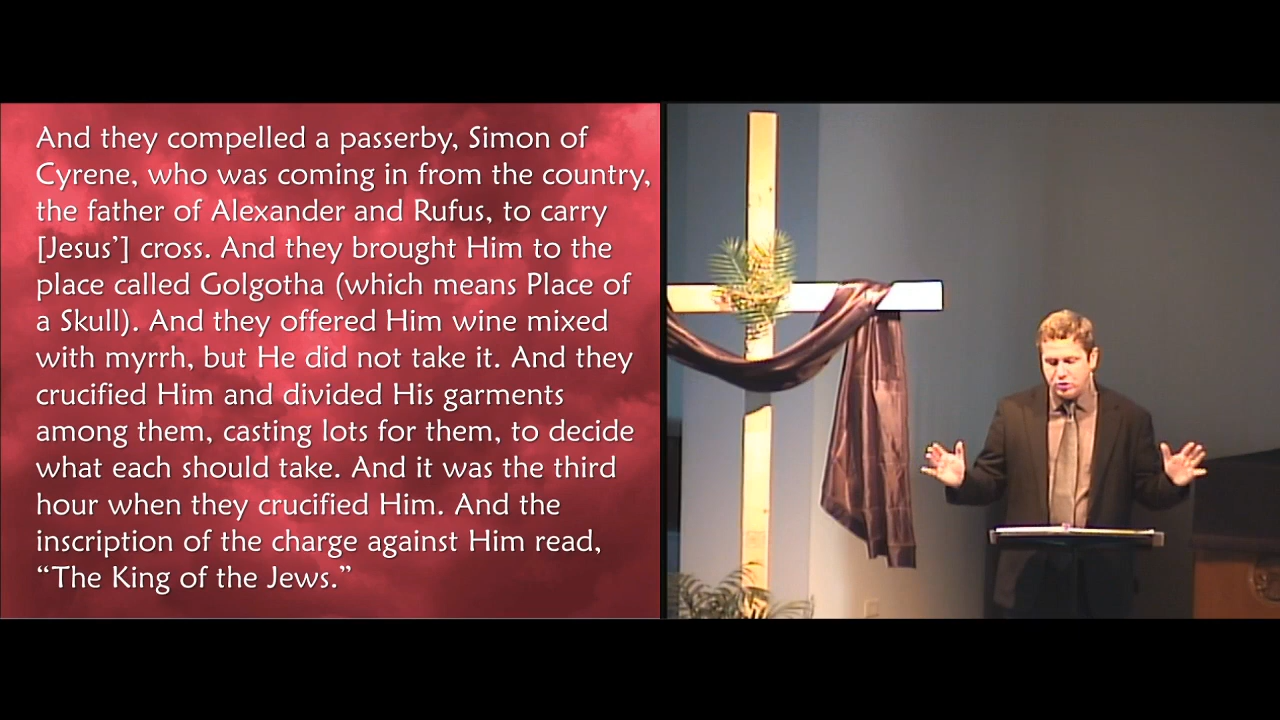 And they compelled a passerby, Simon of
Cyrene, who was coming in from the country,
the father of Alexander and Rufus, to carry
[Jesus’] cross. And they brought Him to the
place called Golgotha (which means Place of
a Skull). And they offered Him wine mixed
with myrrh, but He did not take it. And they
crucified Him and divided His garments
among them, casting lots for them, to decide
what each should take. And it was the third
hour when they crucified Him. And the
inscription of the charge against Him read,
“The King of the Jews.”